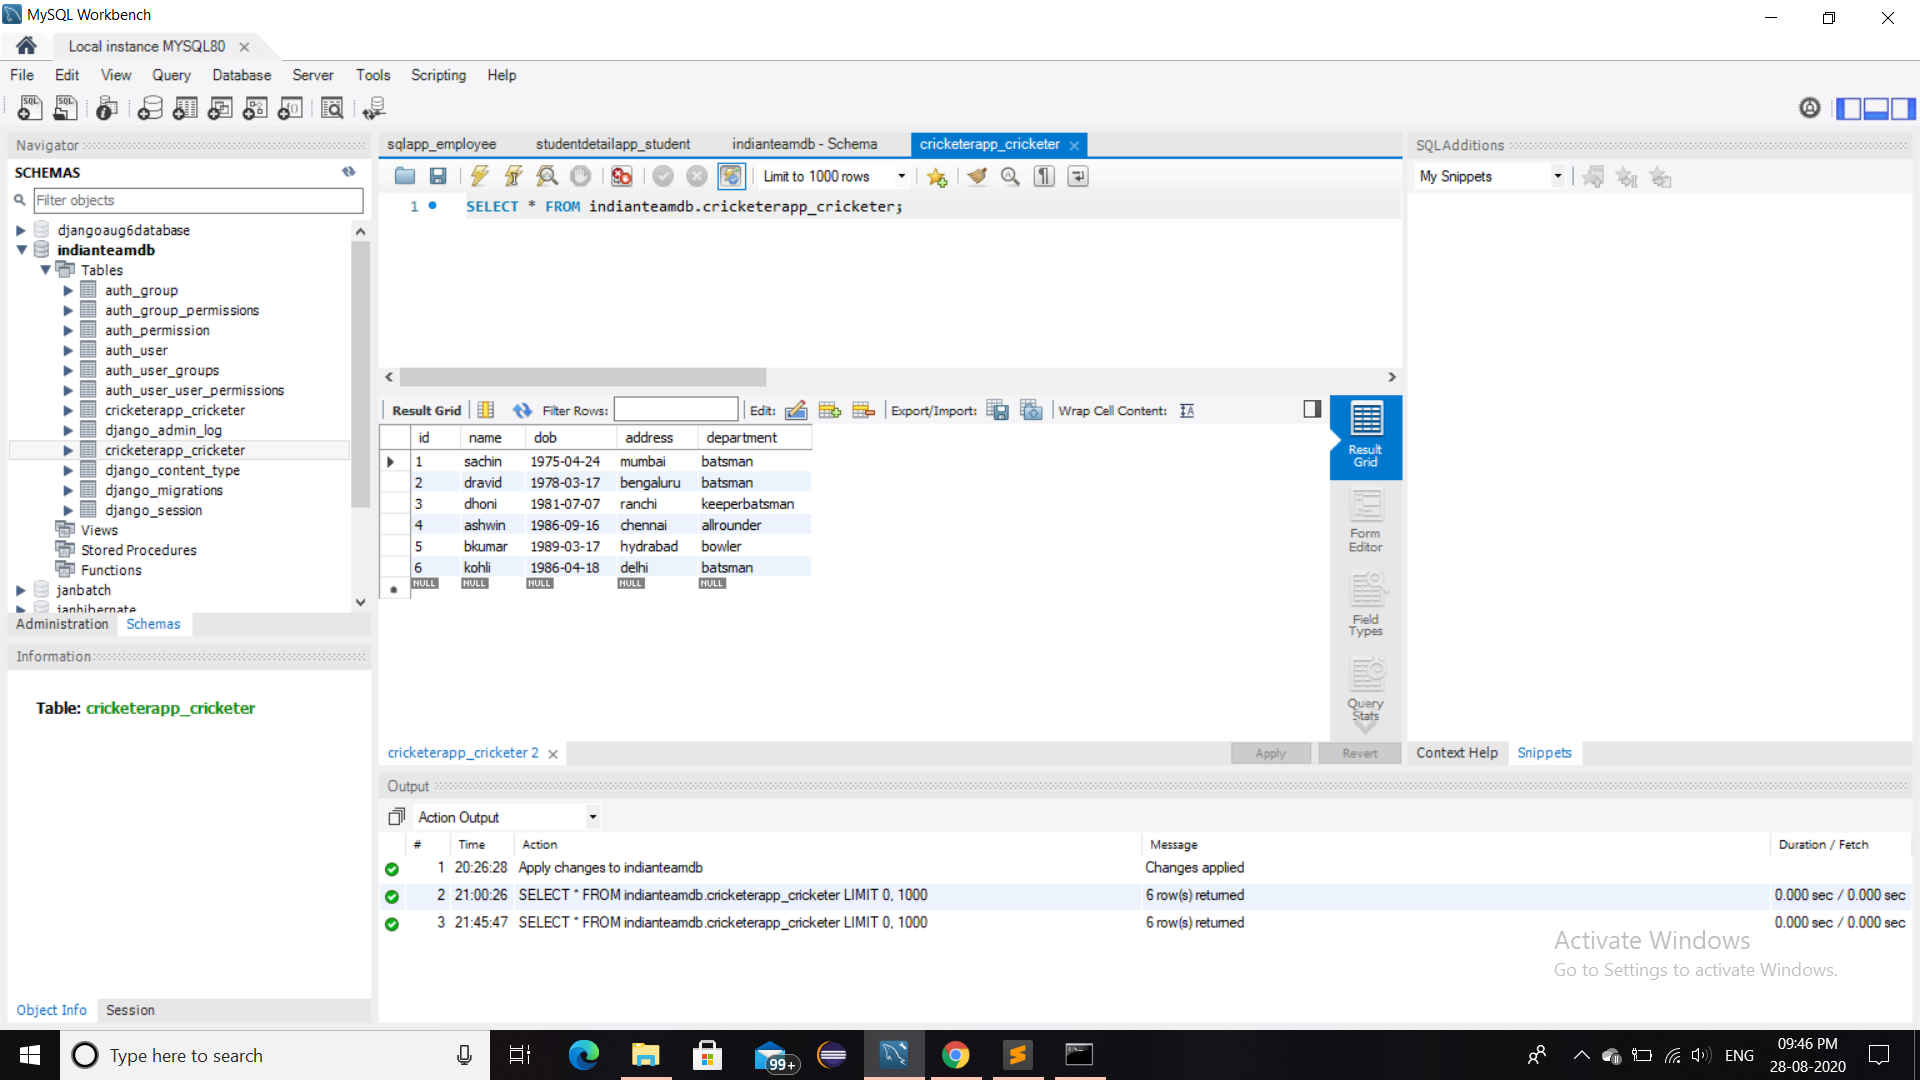 MySQL Workbench
Local instance MYSQL80
File Edit View Query Database Server Tools Scripting Help
Navigator
SCHEMAS
Filter objects
djangoaug6database
indianteamdb
Tables
auth_group
auth_group_permissions
auth_permission
auth_user
auth_user_groups
auth_user_user_permissions
cricketerapp_cricketer
django_admin_log
cricketerapp_cricketer
django_content_type
django_migrations
django_session
Views
Stored Procedures
Functions
janbatch
janhibernate
Administration Schemas
Information
Table: cricketerapp_cricketer
Object Info Session
sqlapp_employee studentdetailapp_student indianteamdb - Schema cricketerapp_cricketer
Limit to 1000 rows
1 SELECT * FROM indianteamdb.cricketerapp_cricketer;
Result Grid Filter Rows: Edit: Export/Import: Wrap Cell Content:
id name dob address department
1 sachin 1975-04-24 mumbai batsman
2 dravid 1978-03-17 bengaluru batsman
3 dhoni 1981-07-07 ranchi keeperbatsman
4 ashwin 1986-09-16 chennai allrounder
5 bkumar 1989-03-17 hydrabad bowler
6 kohli 1986-04-18 delhi batsman
NULL NULL NULL NULL NULL
Result
Grid
Form
Editor
Field
Types
Query
Stats
cricketerapp_cricketer 2
Apply Revert
SQLAdditions
My Snippets
Context Help Snippets
Output
Action Output
# Time Action Message Duration / Fetch
1 20:26:28 Apply changes to indianteamdb Changes applied
2 21:00:26 SELECT * FROM indianteamdb.cricketerapp_cricketer LIMIT 0, 1000 6 row(s) returned 0.000 sec / 0.000 sec
3 21:45:47 SELECT * FROM indianteamdb.cricketerapp_cricketer LIMIT 0, 1000 6 row(s) returned 0.000 sec / 0.000 sec
Activate Windows
Go to Settings to activate Windows.
Type here to search
99+
ENG
09:46 PM
28-08-2020